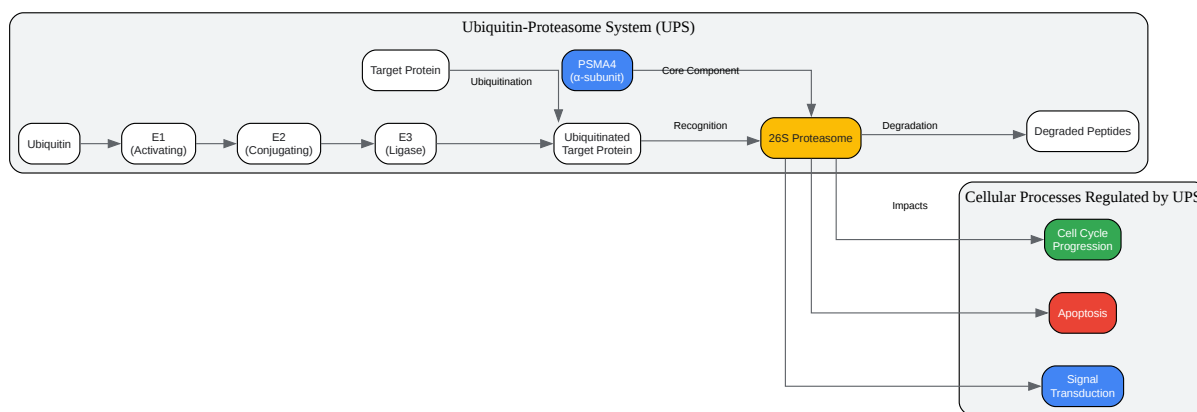 Ubiquitin-Proteasome System (UPS)
Target Protein
Ubiquitination
PSMA4
(α-subunit)
Core Component
Ubiquitin
E1
(Activating)
E2
(Conjugating)
E3
(Ligase)
Ubiquitinated
Target Protein
Recognition
26S Proteasome
Degradation
Degraded Peptides
Impacts
Cellular Processes Regulated by UPS
Cell Cycle
Progression
Apoptosis
Signal
Transduction